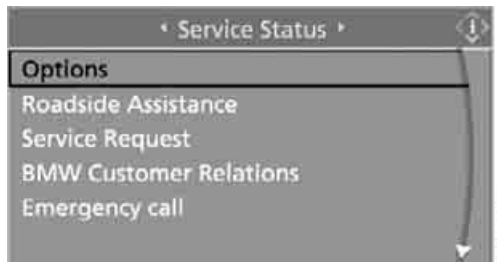 Service Status
Options
Roadside Assistance
Service Request
BMW Customer Relations
Emergency call